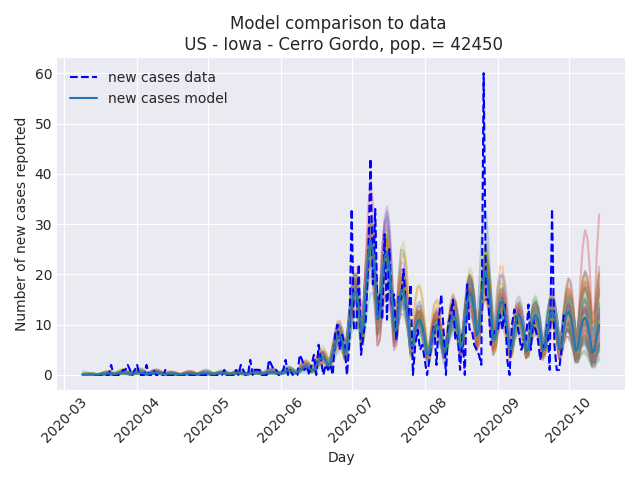 Model comparison to data
US - Iowa - Cerro Gordo, pop. = 42450
new cases data
new cases model
Number of new cases reported
60
50
40
30
20
10
0
2020-03
2020-04
2020-05
2020-06
2020-07
2020-08
2020-09
2020-10
Day